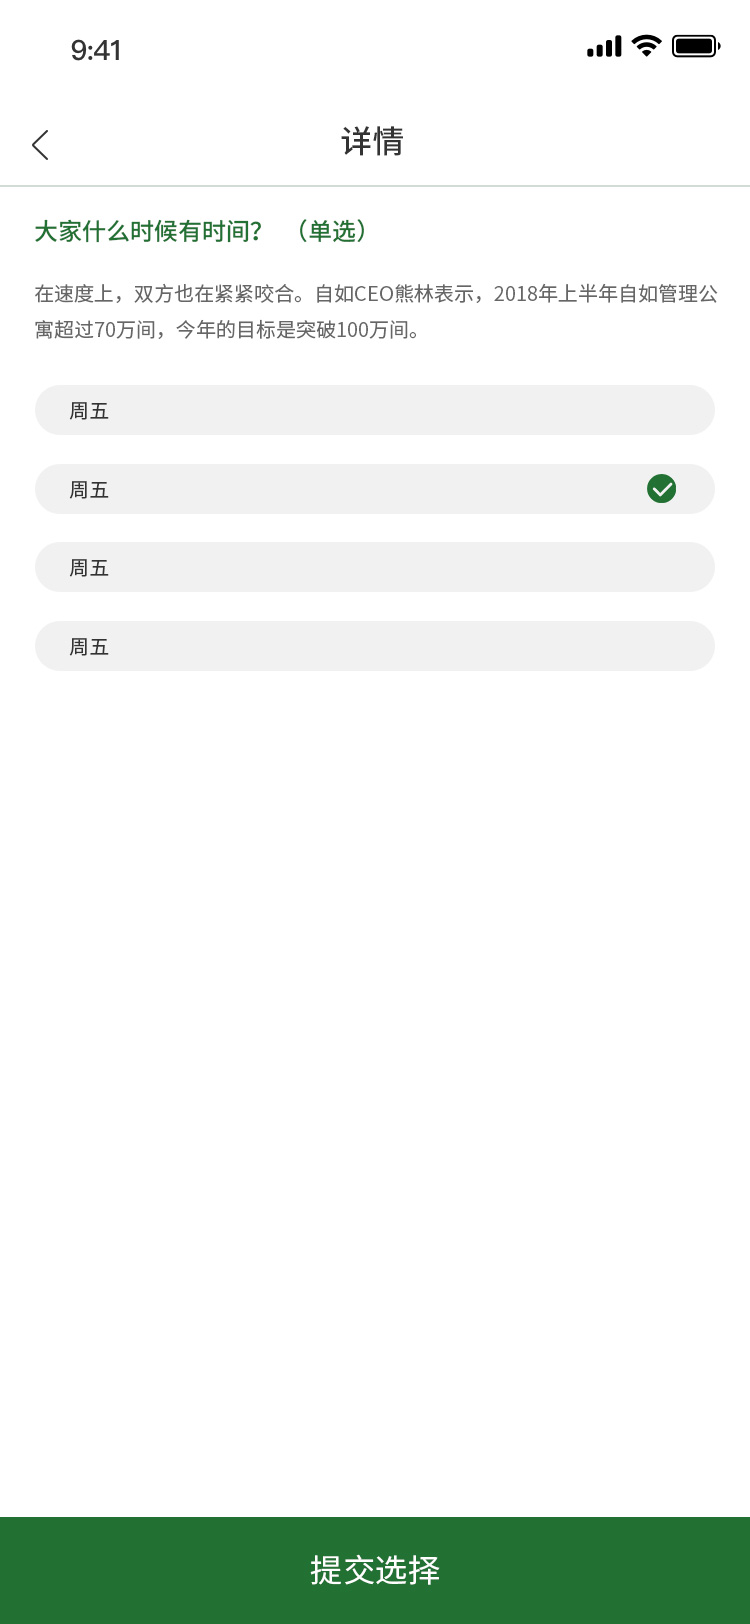 9:41
详情
大家什么时候有时间? （单选）
在速度上，双方也在紧紧咬合。自如CEO熊林表示，2018年上半年自如管理公
寓超过70万间，今年的目标是突破100万间。
周五
周五
周五
周五
提交选择